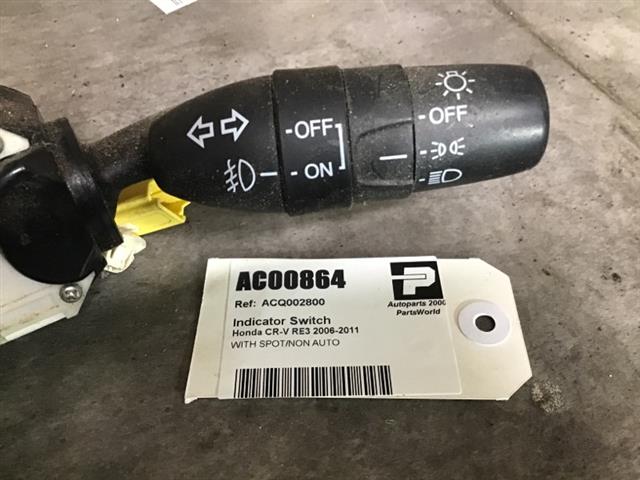 OFF
ON
OFF
AC00864
Ref: ACQ002800
P
Autoparts 2000
PartsWorld
Indicator Switch
Honda CR-V RE3 2006-2011
WITH SPOT/NON AUTO